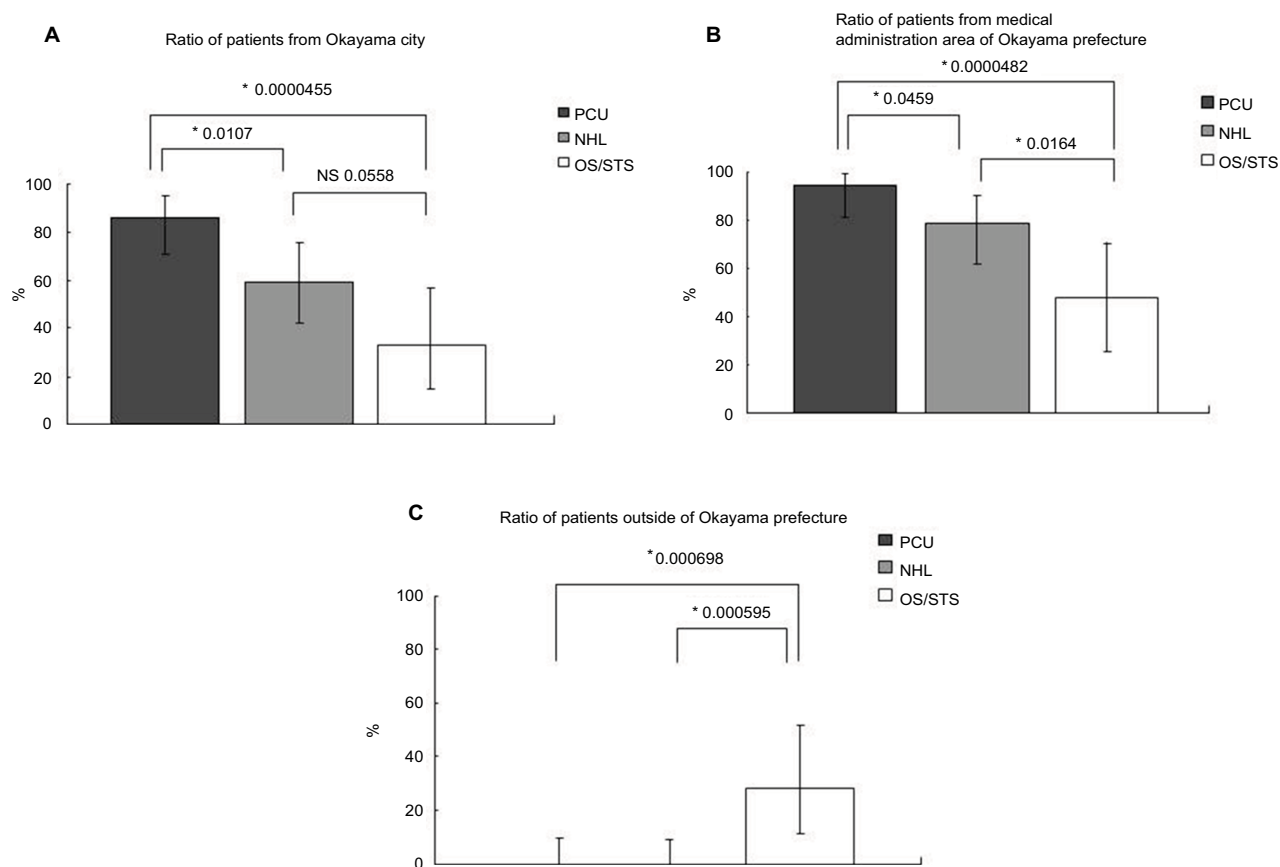 A
Ratio of patients from Okayama city
* 0.0000455
* 0.0107
NS 0.0558
PCU
NHL
OS/STS
100
80
60
40
20
0
%
B
Ratio of patients from medical
administration area of Okayama prefecture
* 0.0000482
* 0.0459
* 0.0164
PCU
NHL
OS/STS
100
80
60
40
20
0
%
C
Ratio of patients outside of Okayama prefecture
* 0.000698
* 0.000595
PCU
NHL
OS/STS
100
80
60
40
20
0
%